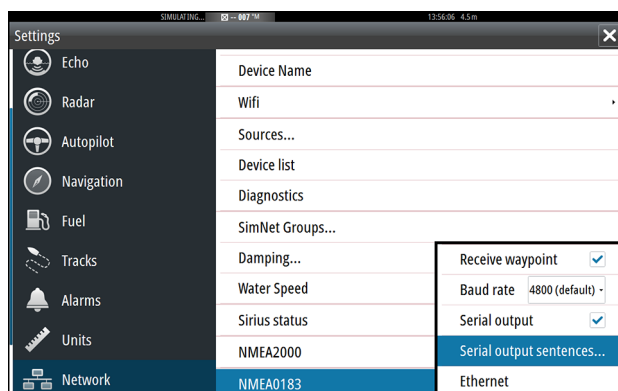 SIMULATING... -- 007 °M 13:56:06 4.5 m
Settings
Echo
Radar
Autopilot
Navigation
Fuel
Tracks
Alarms
Units
Network
Device Name
Wifi
Sources...
Device list
Diagnostics
SimNet Groups...
Damping...
Water Speed
Sirius status
NMEA2000
NMEA0183
Receive waypoint
Baud rate 4800 (default)
Serial output
Serial output sentences...
Ethernet